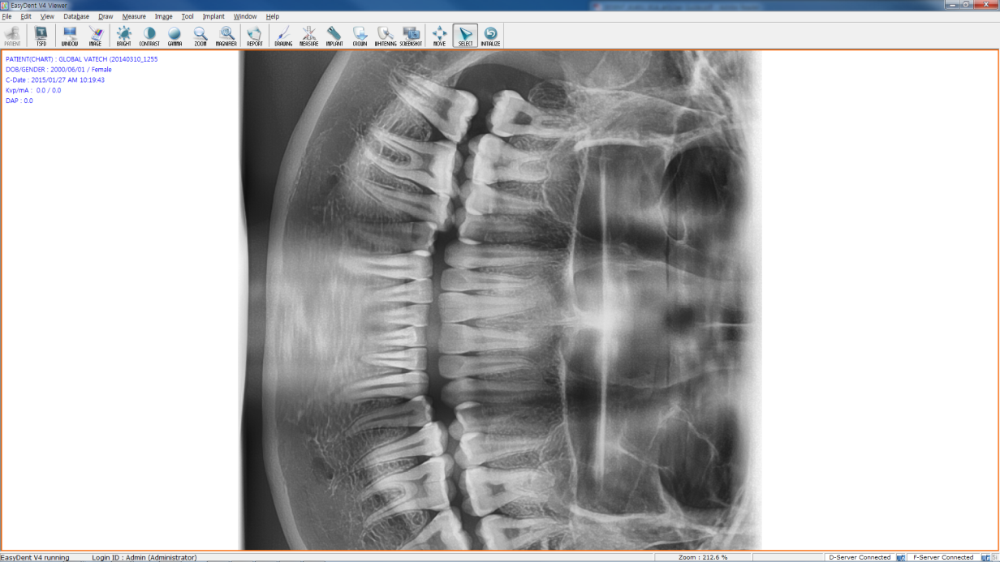 EasyDent V4 Viewer
File Edit View Database Draw Measure Image Tool Implant Window Help
PATIENT TSFD WINDOW IMAGE BRIGHT CONTRAST GAMMA ZOOM MAGNIFIER REPORT DRAWING MEASURE IMPLANT CROWN WHITENING SCREENSHOT MOVE SELECT INITIALIZE
PATIENT(CHART) : GLOBAL VATECH (20140310_1255
DOB/GENDER : 2000/06/01 / Female
C-Date : 2015/01/27 AM 10:19:43
Kvp/mA : 0.0 / 0.0
DAP : 0.0
EasyDent V4 running Login ID : Admin (Administrator) Zoom : 212.6 % D-Server Connected F-Server Connected